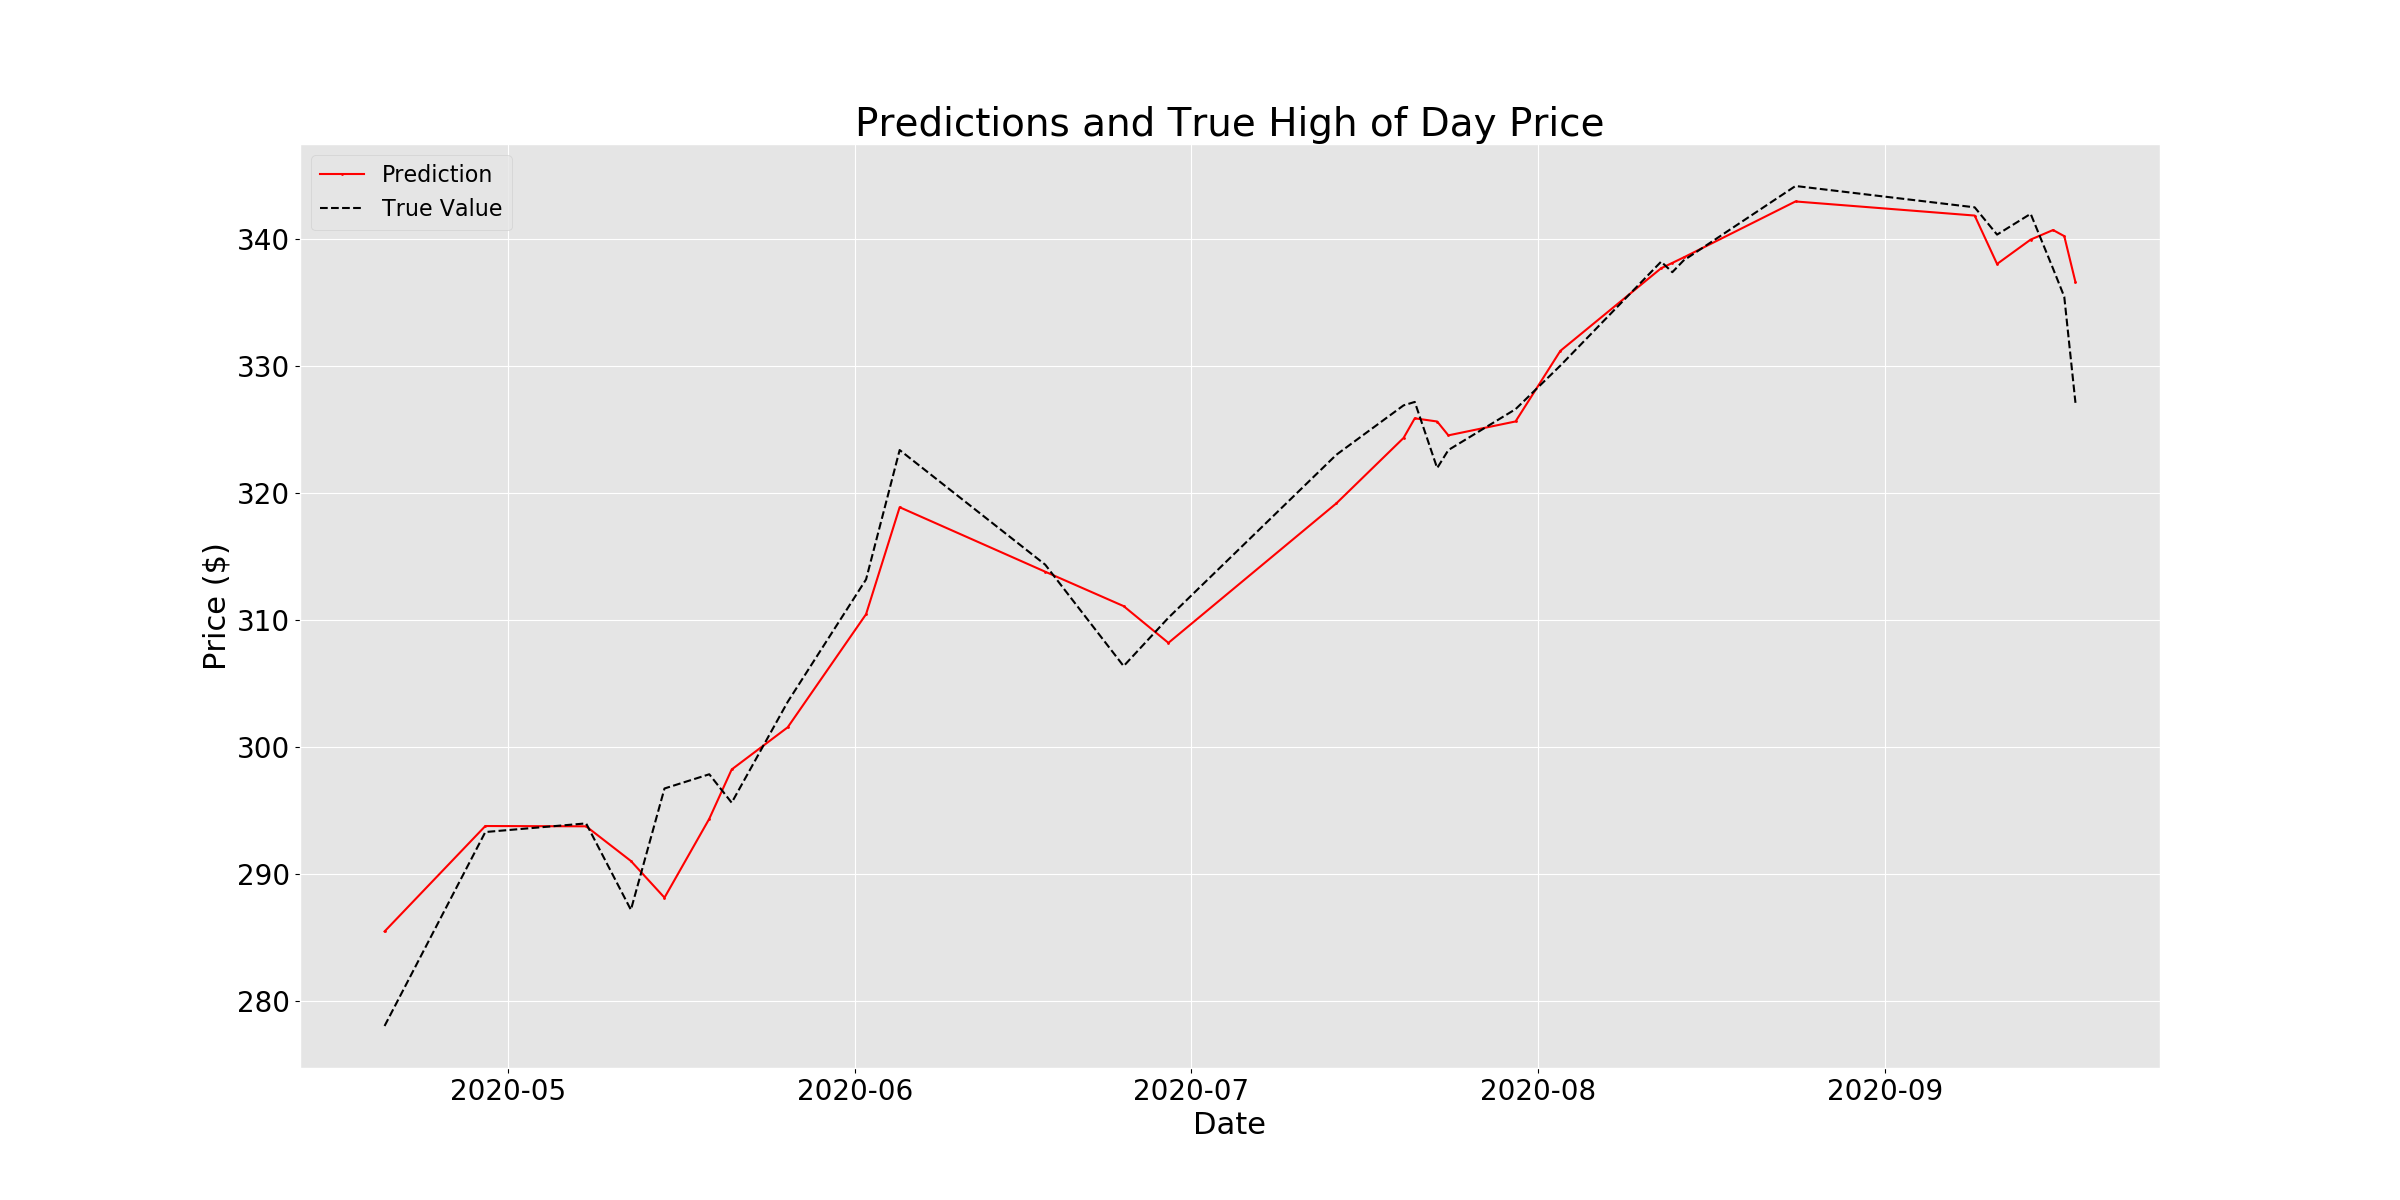 Predictions and True High of Day Price
Prediction
True Value
340
330
320
310
300
290
280
Price ($)
2020-05 2020-06 2020-07 2020-08 2020-09
Date